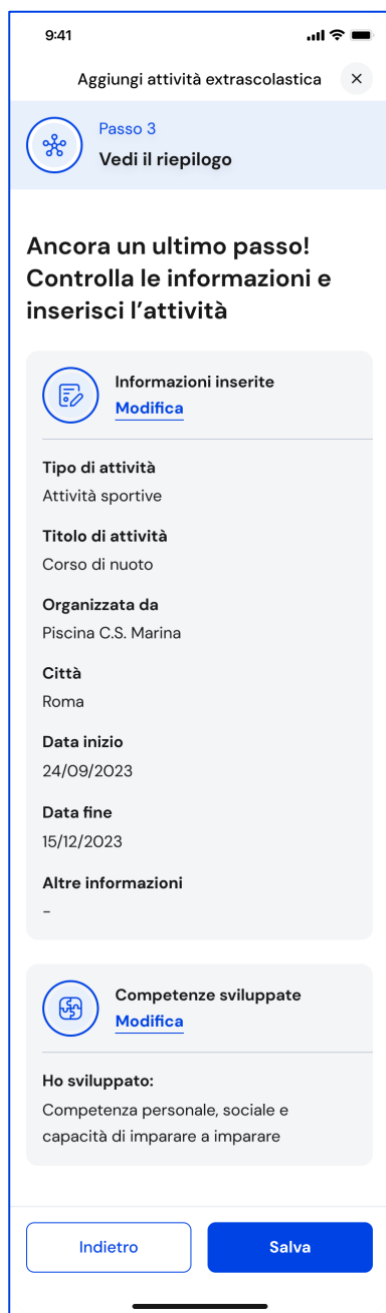 9:41
Aggiungi attività extrascolastica
Passo 3
Vedi il riepilogo
Ancora un ultimo passo!
Controlla le informazioni e
inserisci l’attività
Informazioni inserite
Modifica
Tipo di attività
Attività sportive
Titolo di attività
Corso di nuoto
Organizzata da
Piscina C.S. Marina
Città
Roma
Data inizio
24/09/2023
Data fine
15/12/2023
Altre informazioni
-
Competenze sviluppate
Modifica
Ho sviluppato:
Competenza personale, sociale e
capacità di imparare a imparare
Indietro
Salva